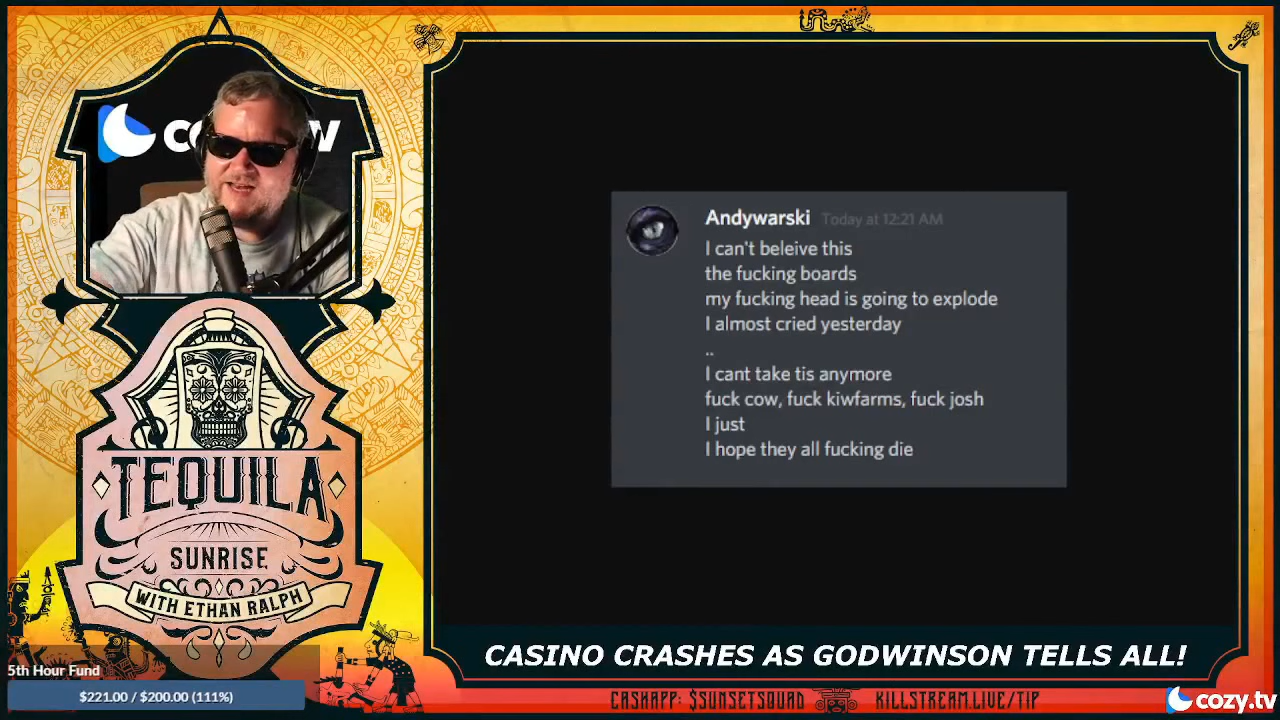 COZY.TV
Andywarski Today at 12:21 AM
I can't beleive this
the fucking boards
my fucking head is going to explode
I almost cried yesterday
..
I cant take tis anymore
fuck cow, fuck kiwfarms, fuck josh
I just
I hope they all fucking die
TEQUILA
SUNRISE
WITH ETHAN RALPH
5th Hour Fund
$221.00 / $200.00 (111%)
CASINO CRASHES AS GODWINSON TELLS ALL!
CASHAPP: $SUNSETSQUAD KILLSTREAM.LIVE/TIP
cozy.tv